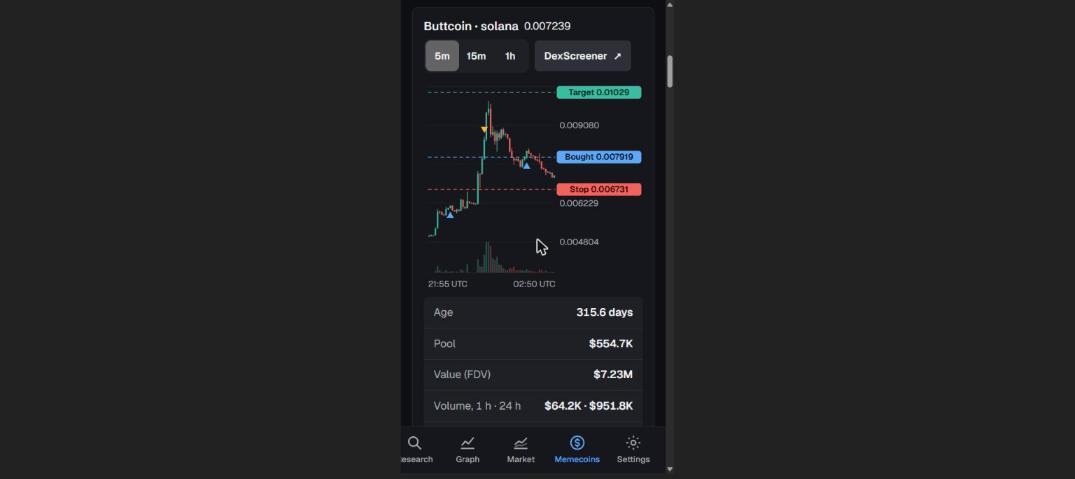 Buttcoin · solana 0.007239
5m 15m 1h DexScreener ↗
Target 0.01029
0.009080
Bought 0.007919
Stop 0.006731
0.006229
0.004804
21:55 UTC 02:50 UTC
Age 315.6 days
Pool $554.7K
Value (FDV) $7.23M
Volume, 1 h · 24 h $64.2K · $951.8K
esearch Graph Market Memecoins Settings